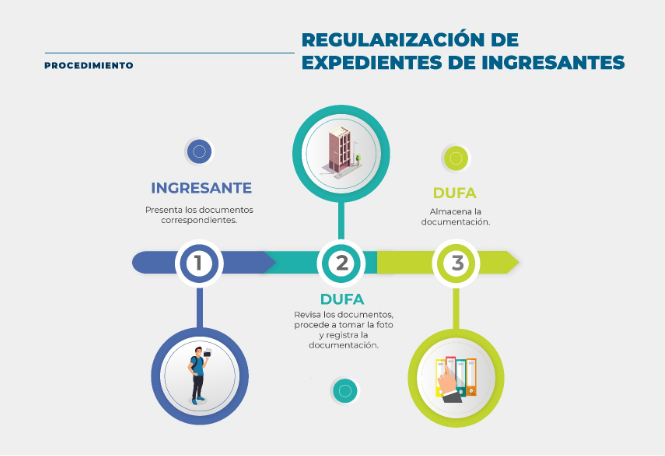 REGULARIZACIÓN DE
EXPEDIENTES DE INGRESANTES
PROCEDIMIENTO
INGRESANTE
Presenta los documentos
correspondientes.
1
2
DUFA
Revisa los documentos,
procede a tomar la foto
y registra la
documentación.
DUFA
Almacena la
documentación.
3